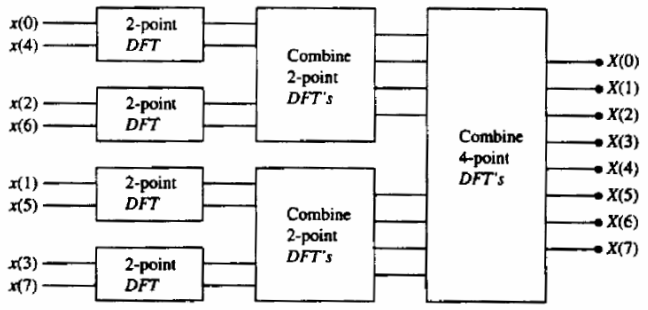 x(0)
x(4)
2-point
DFT
x(2)
x(6)
2-point
DFT
x(1)
x(5)
2-point
DFT
x(3)
x(7)
2-point
DFT
Combine
2-point
DFT's
Combine
2-point
DFT's
Combine
4-point
DFT's
X(0)
X(1)
X(2)
X(3)
X(4)
X(5)
X(6)
X(7)